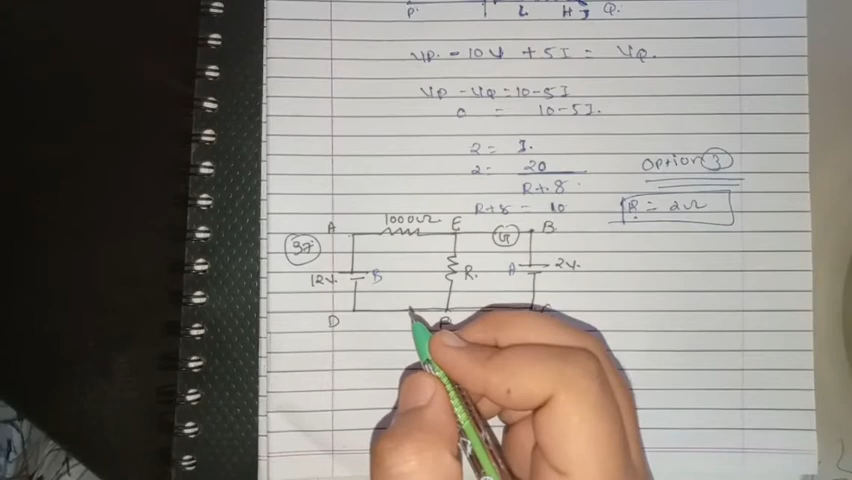 P. L H Q.
VP. - 10V + 5I = VQ.
VP - VQ = 10-5I
0 = 10-5I.
2 = I.
2 = 20
R+8.
R+8 = 10
Option 3
R = 2Ω
37
A 1000Ω E G B
12V. B R. A 2V.
D